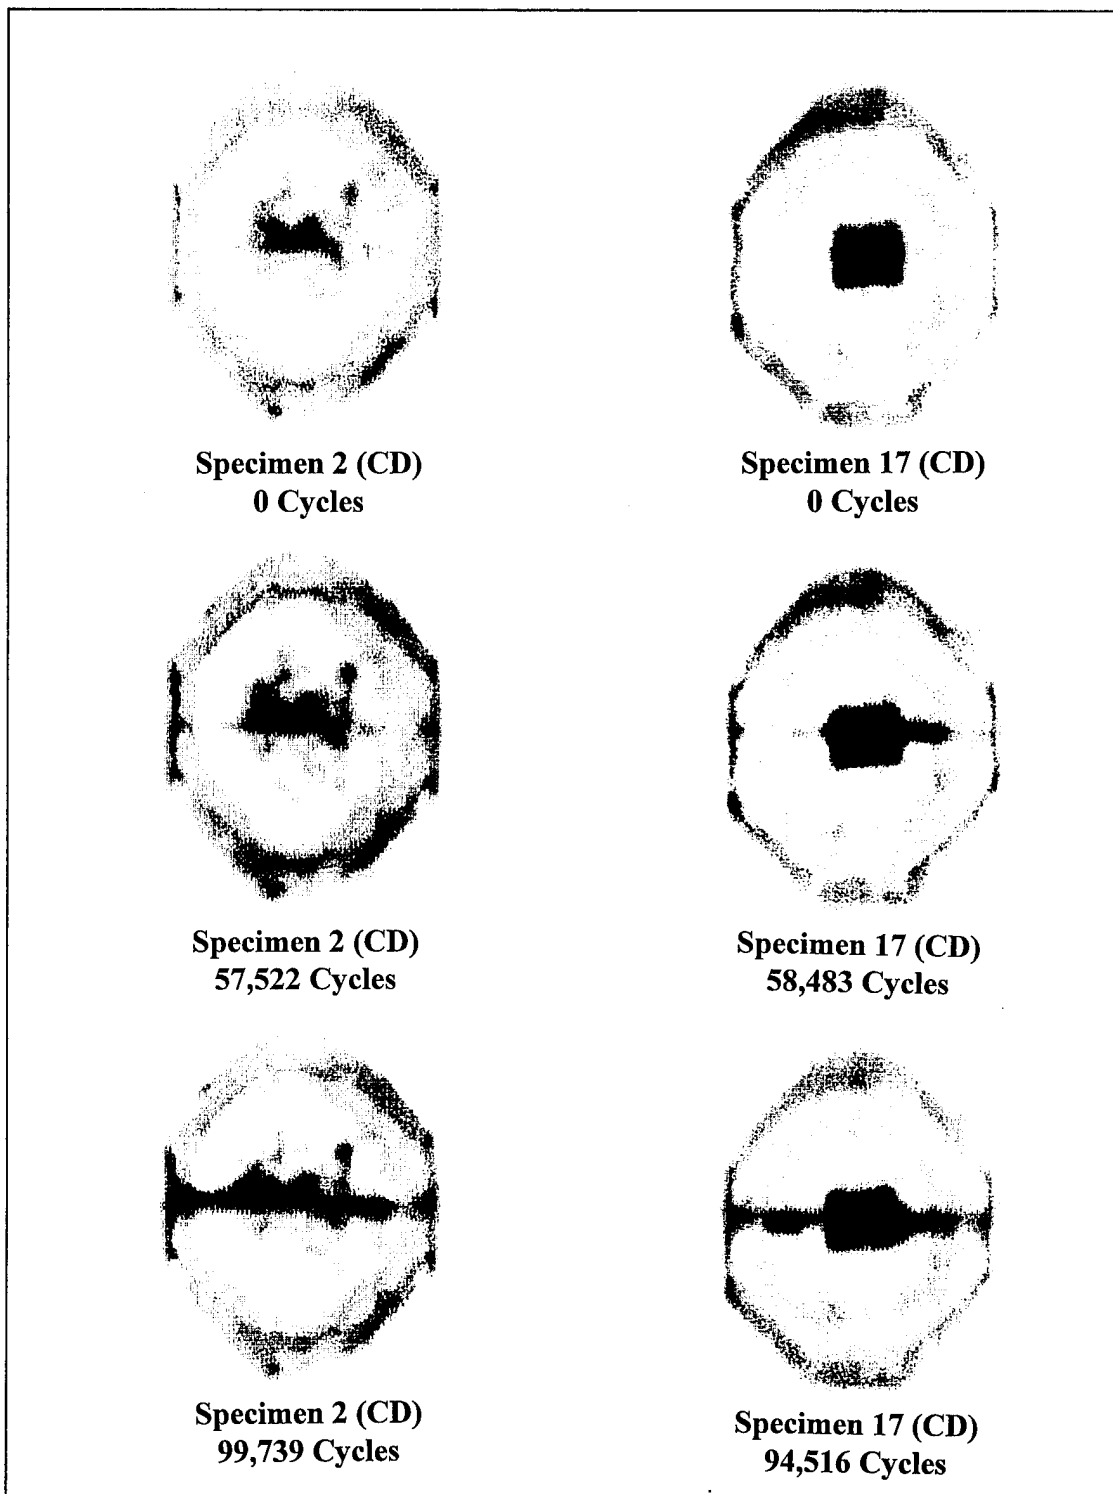 Specimen 2 (CD)
0 Cycles
Specimen 17 (CD)
0 Cycles
Specimen 2 (CD)
57,522 Cycles
Specimen 17 (CD)
58,483 Cycles
Specimen 2 (CD)
99,739 Cycles
Specimen 17 (CD)
94,516 Cycles